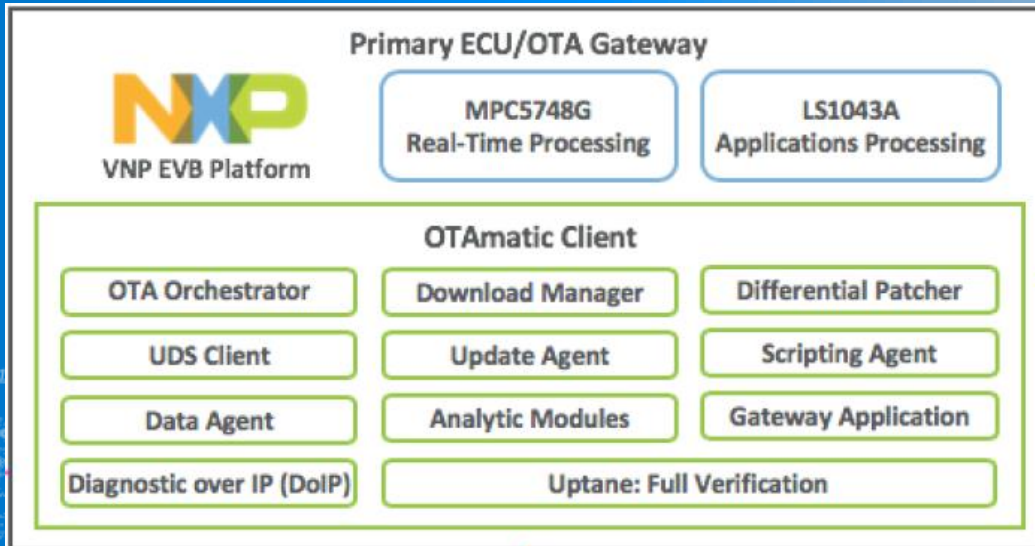 Primary ECU/OTA Gateway
NXP
VNP EVB Platform
MPC5748G
Real-Time Processing
LS1043A
Applications Processing
OTAmatic Client
OTA Orchestrator
Download Manager
Differential Patcher
UDS Client
Update Agent
Scripting Agent
Data Agent
Analytic Modules
Gateway Application
Diagnostic over IP (DoIP)
Uptane: Full Verification